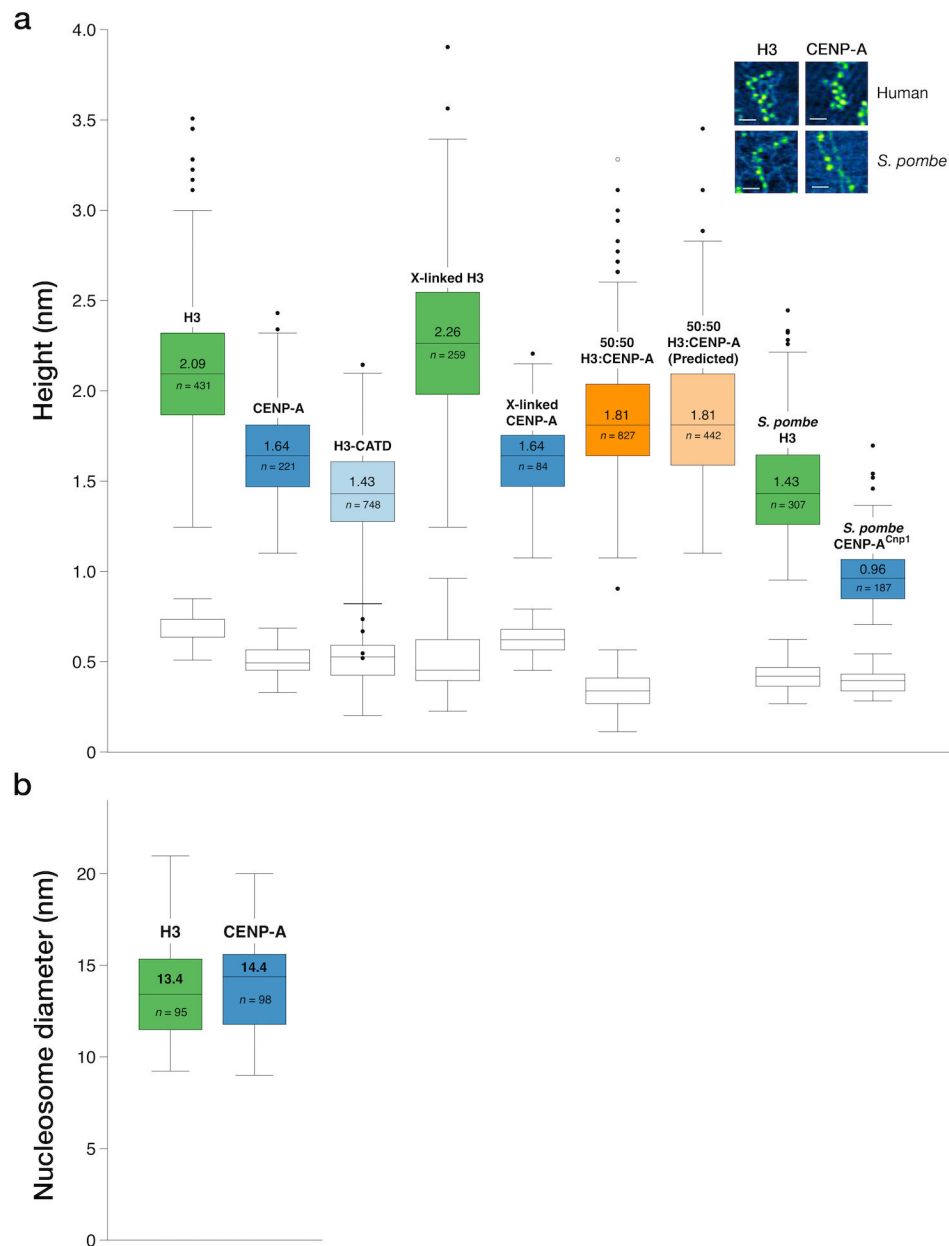 a
Height (nm)
4.0
3.5
3.0
2.5
2.0
1.5
1.0
0.5
0
H3
2.09
n = 431
CENP-A
1.64
n = 221
H3-CATD
1.43
n = 748
X-linked H3
2.26
n = 259
X-linked
CENP-A
1.64
n = 84
50:50
H3:CENP-A
1.81
n = 827
50:50
H3:CENP-A
(Predicted)
1.81
n = 442
S. pombe
H3
1.43
n = 307
S. pombe
CENP-A^Cnp1
0.96
n = 187
H3 CENP-A
Human
S. pombe
b
Nucleosome diameter (nm)
20
15
10
5
0
H3
13.4
n = 95
CENP-A
14.4
n = 98